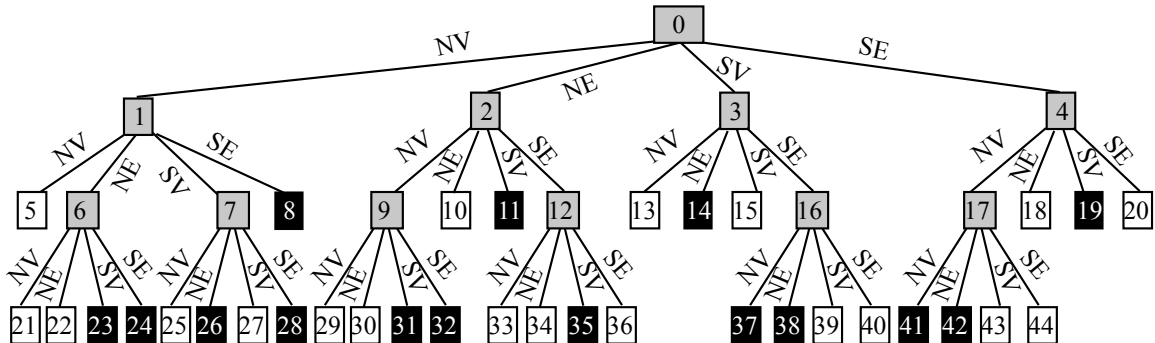 0
NV NE SV SE
1 2 3 4
NV NE SV SE NV NE SV SE NV NE SV SE NV NE SV SE
5 6 7 8 9 10 11 12 13 14 15 16 17 18 19 20
NV NE SV SE NV NE SV SE NV NE SV SE NV NE SV SE NV NE SV SE NV NE SV SE
21 22 23 24 25 26 27 28 29 30 31 32 33 34 35 36 37 38 39 40 41 42 43 44